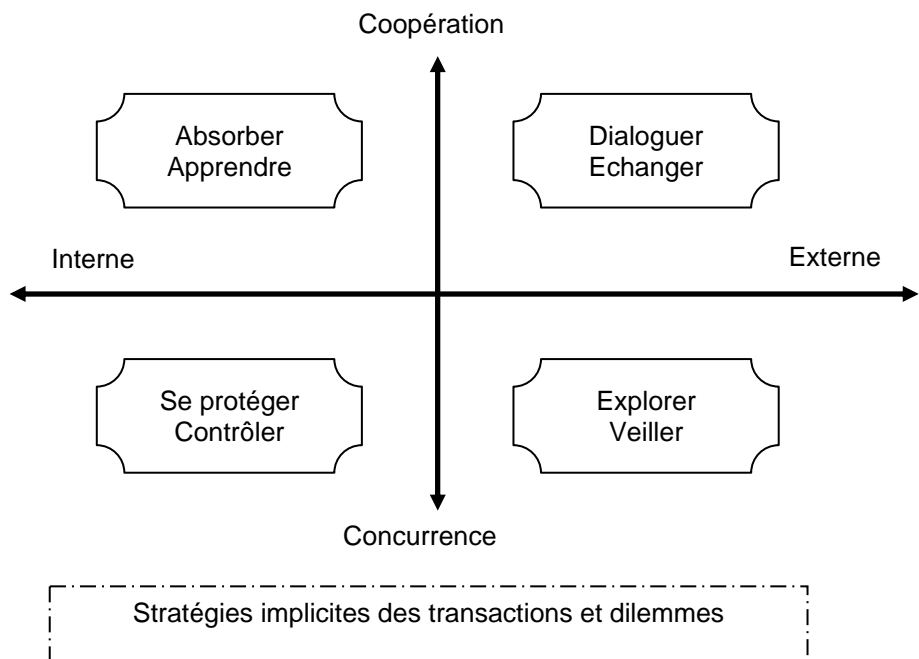 Coopération
Absorber
Apprendre
Dialoguer
Echanger
Interne
Externe
Se protéger
Contrôler
Explorer
Veiller
Concurrence
Stratégies implicites des transactions et dilemmes